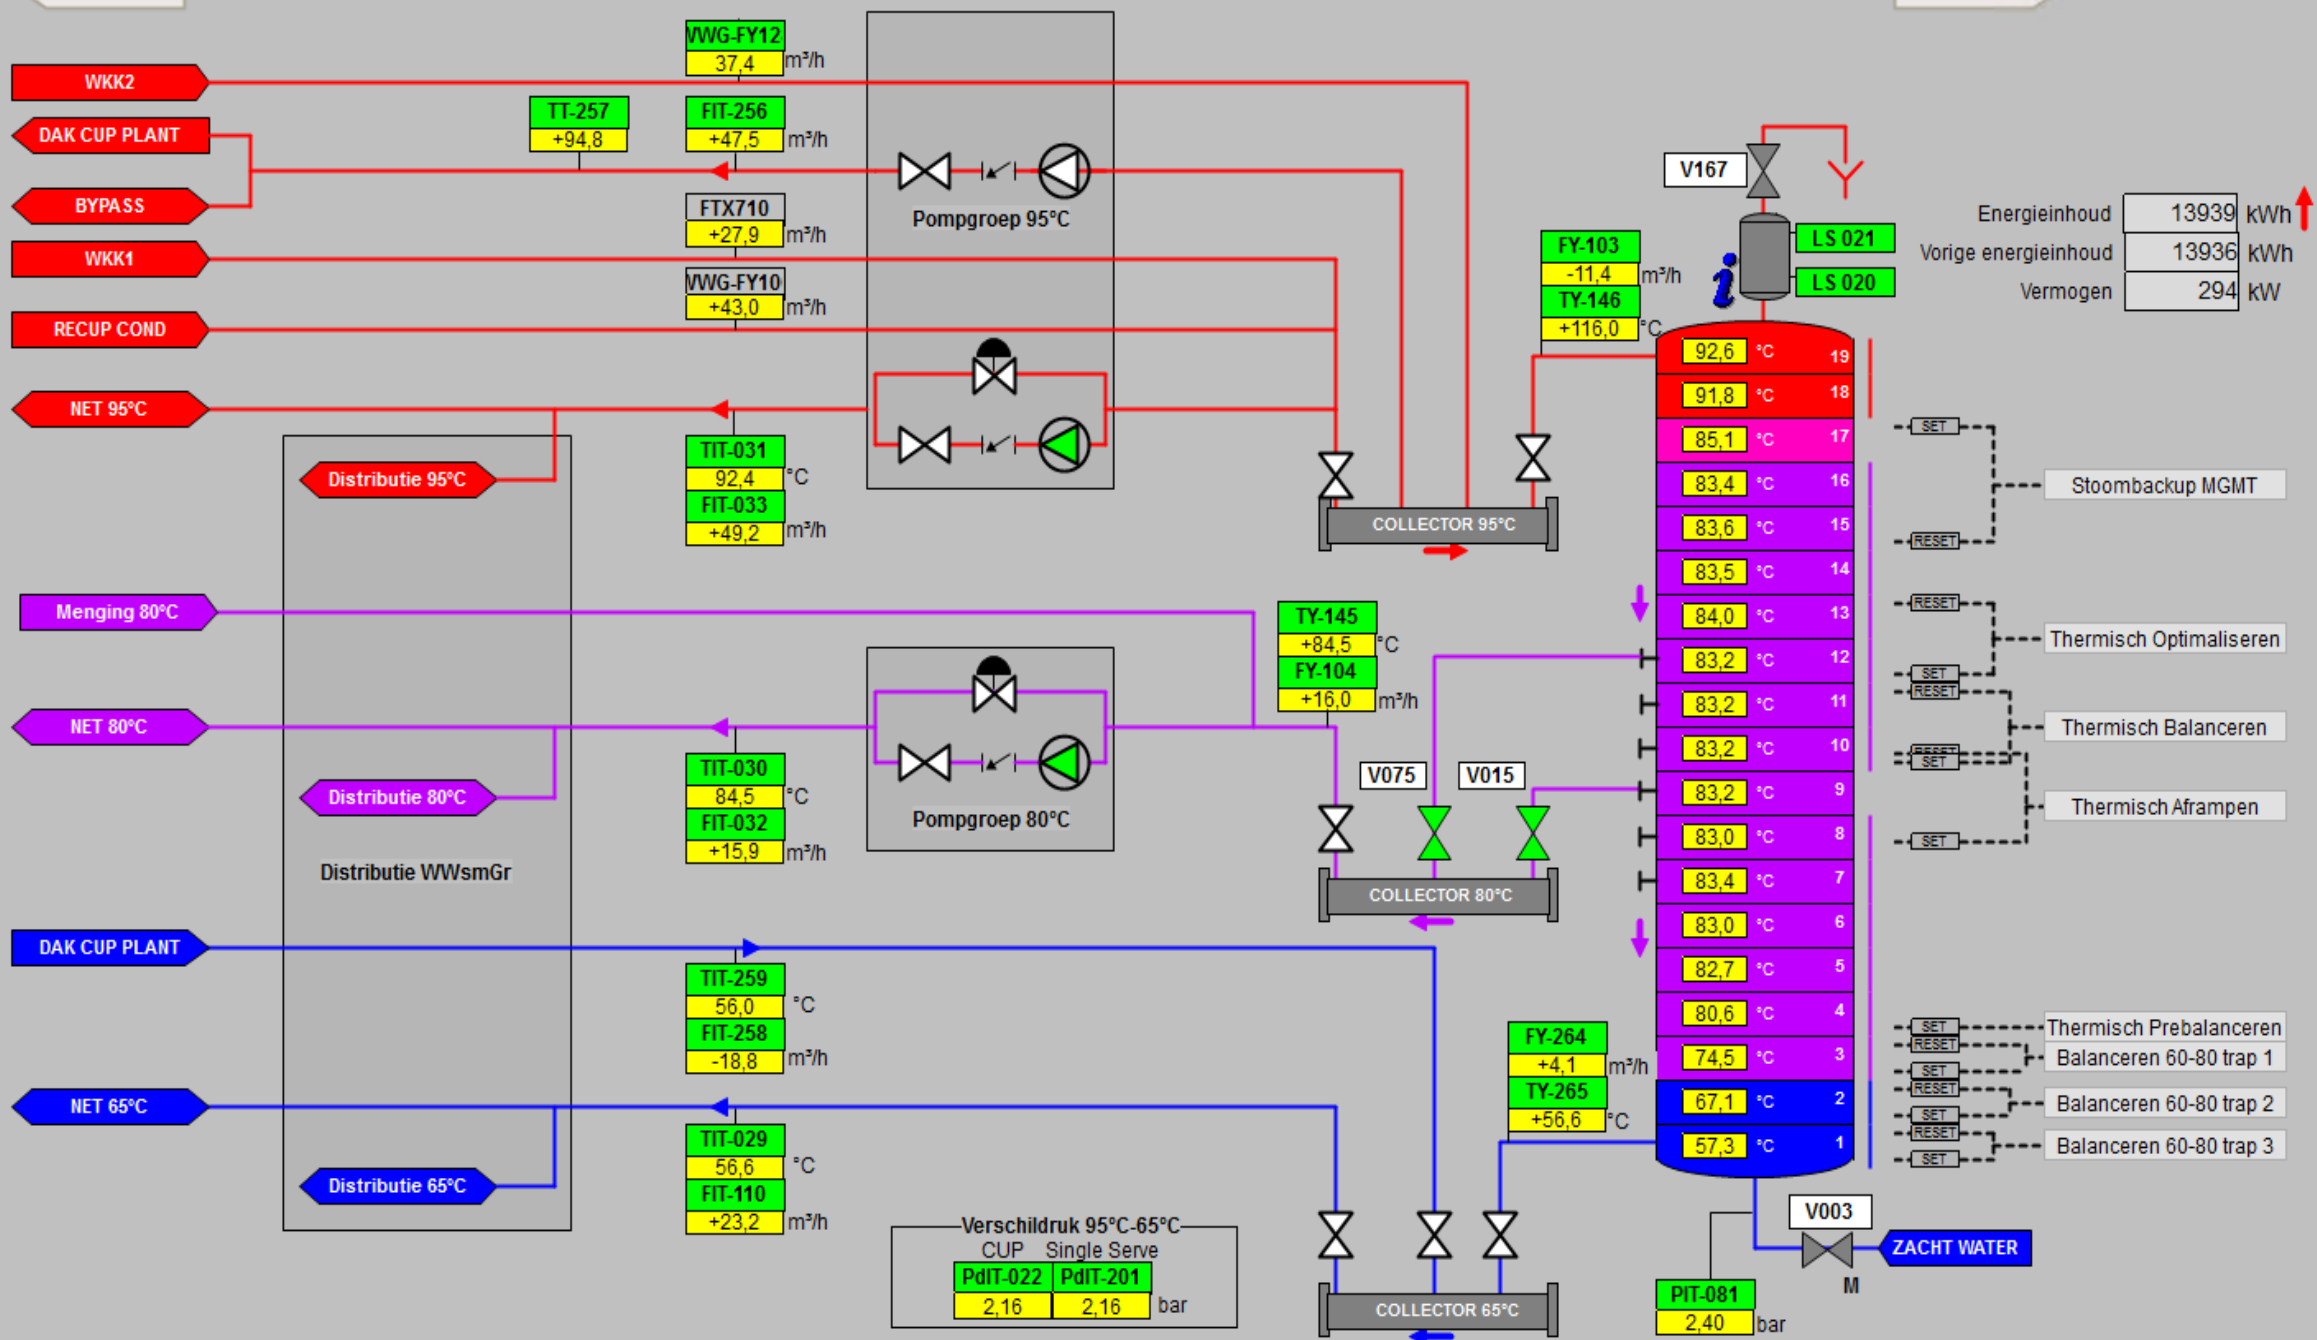 WKK2
VWG-FY12
37,4 m³/h
DAK CUP PLANT
TT-257
+94,8
FIT-256
+47,5 m³/h
BYPASS
Pompgroep 95°C
FTX710
+27,9 m³/h
WKK1
VWG-FY10
+43,0 m³/h
RECUP COND
NET 95°C
TIT-031
92,4 °C
FIT-033
+49,2 m³/h
Distributie 95°C
COLLECTOR 95°C
V167
LS 021
LS 020
FY-103
-11,4 m³/h
TY-146
+116,0 °C
Energieinhoud 13939 kWh
Vorige energieinhoud 13936 kWh
Vermogen 294 kW
92,6 °C 19
91,8 °C 18
85,1 °C 17
83,4 °C 16
83,6 °C 15
83,5 °C 14
84,0 °C 13
83,2 °C 12
83,2 °C 11
83,2 °C 10
83,2 °C 9
83,0 °C 8
83,4 °C 7
83,0 °C 6
82,7 °C 5
80,6 °C 4
74,5 °C 3
67,1 °C 2
57,3 °C 1
SET
Stoombackup MGMT
RESET
RESET
Thermisch Optimaliseren
SET
RESET
Thermisch Balanceren
RESET
SET
Thermisch Aframpen
SET
SET
Thermisch Prebalanceren
RESET
Balanceren 60-80 trap 1
SET
RESET
Balanceren 60-80 trap 2
SET
RESET
Balanceren 60-80 trap 3
SET
Menging 80°C
TY-145
+84,5 °C
FY-104
+16,0 m³/h
NET 80°C
TIT-030
84,5 °C
FIT-032
+15,9 m³/h
Distributie 80°C
Pompgroep 80°C
V075
V015
COLLECTOR 80°C
Distributie WWsmGr
DAK CUP PLANT
TIT-259
56,0 °C
FIT-258
-18,8 m³/h
FY-264
+4,1 m³/h
TY-265
+56,6 °C
NET 65°C
TIT-029
56,6 °C
FIT-110
+23,2 m³/h
Distributie 65°C
Verschildruk 95°C-65°C
CUP Single Serve
PdIT-022 PdIT-201
2,16 2,16 bar
COLLECTOR 65°C
V003
ZACHT WATER
M
PIT-081
2,40 bar